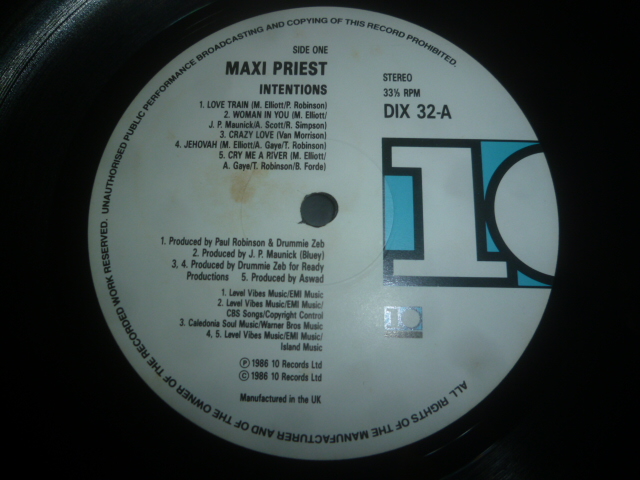 UNAUTHORISED PUBLIC PERFORMANCE BROADCASTING AND COPYING OF THIS RECORD PROHIBITED.
SIDE ONE
MAXI PRIEST
INTENTIONS
1. LOVE TRAIN (M. Elliott/P. Robinson)
2. WOMAN IN YOU (M. Elliott/
J. P. Maunick/A. Scott/R. Simpson)
3. CRAZY LOVE (Van Morrison)
4. JEHOVAH (M. Elliott/A. Gaye/T. Robinson)
5. CRY ME A RIVER (M. Elliott/
A. Gaye/T. Robinson/B. Forde)
STEREO
33⅓ RPM
DIX 32-A
10
1. Produced by Paul Robinson & Drummie Zeb
2. Produced by J. P. Maunick (Bluey)
3, 4. Produced by Drummie Zeb for Ready
Productions 5. Produced by Aswad
1. Level Vibes Music/EMI Music
2. Level Vibes Music/EMI Music/
CBS Songs/Copyright Control
3. Caledonia Soul Music/Warner Bros Music
4. 5. Level Vibes Music/EMI Music/
Island Music
10
Ⓟ 1986 10 Records Ltd
© 1986 10 Records Ltd
Manufactured in the UK
ALL RIGHTS OF THE MANUFACTURER AND OF THE OWNER OF THE RECORDED WORK RESERVED.